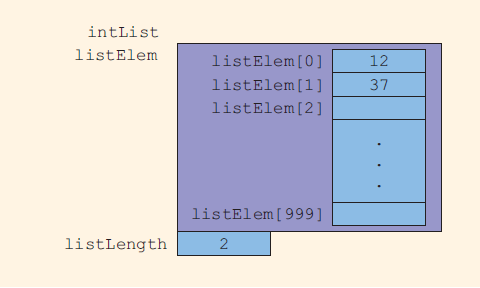 intList
listElem
listElem[0] 12
listElem[1] 37
listElem[2]
.
.
.
listElem[999]
listLength 2